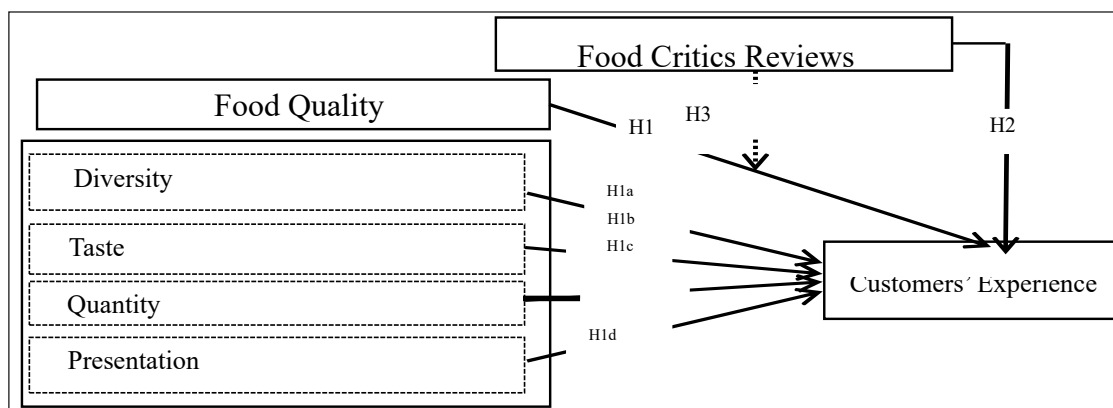 Food Critics Reviews
Food Quality
H1
H3
H2
Diversity
H1a
H1b
Taste
H1c
Customers’ Experience
Quantity
H1d
Presentation